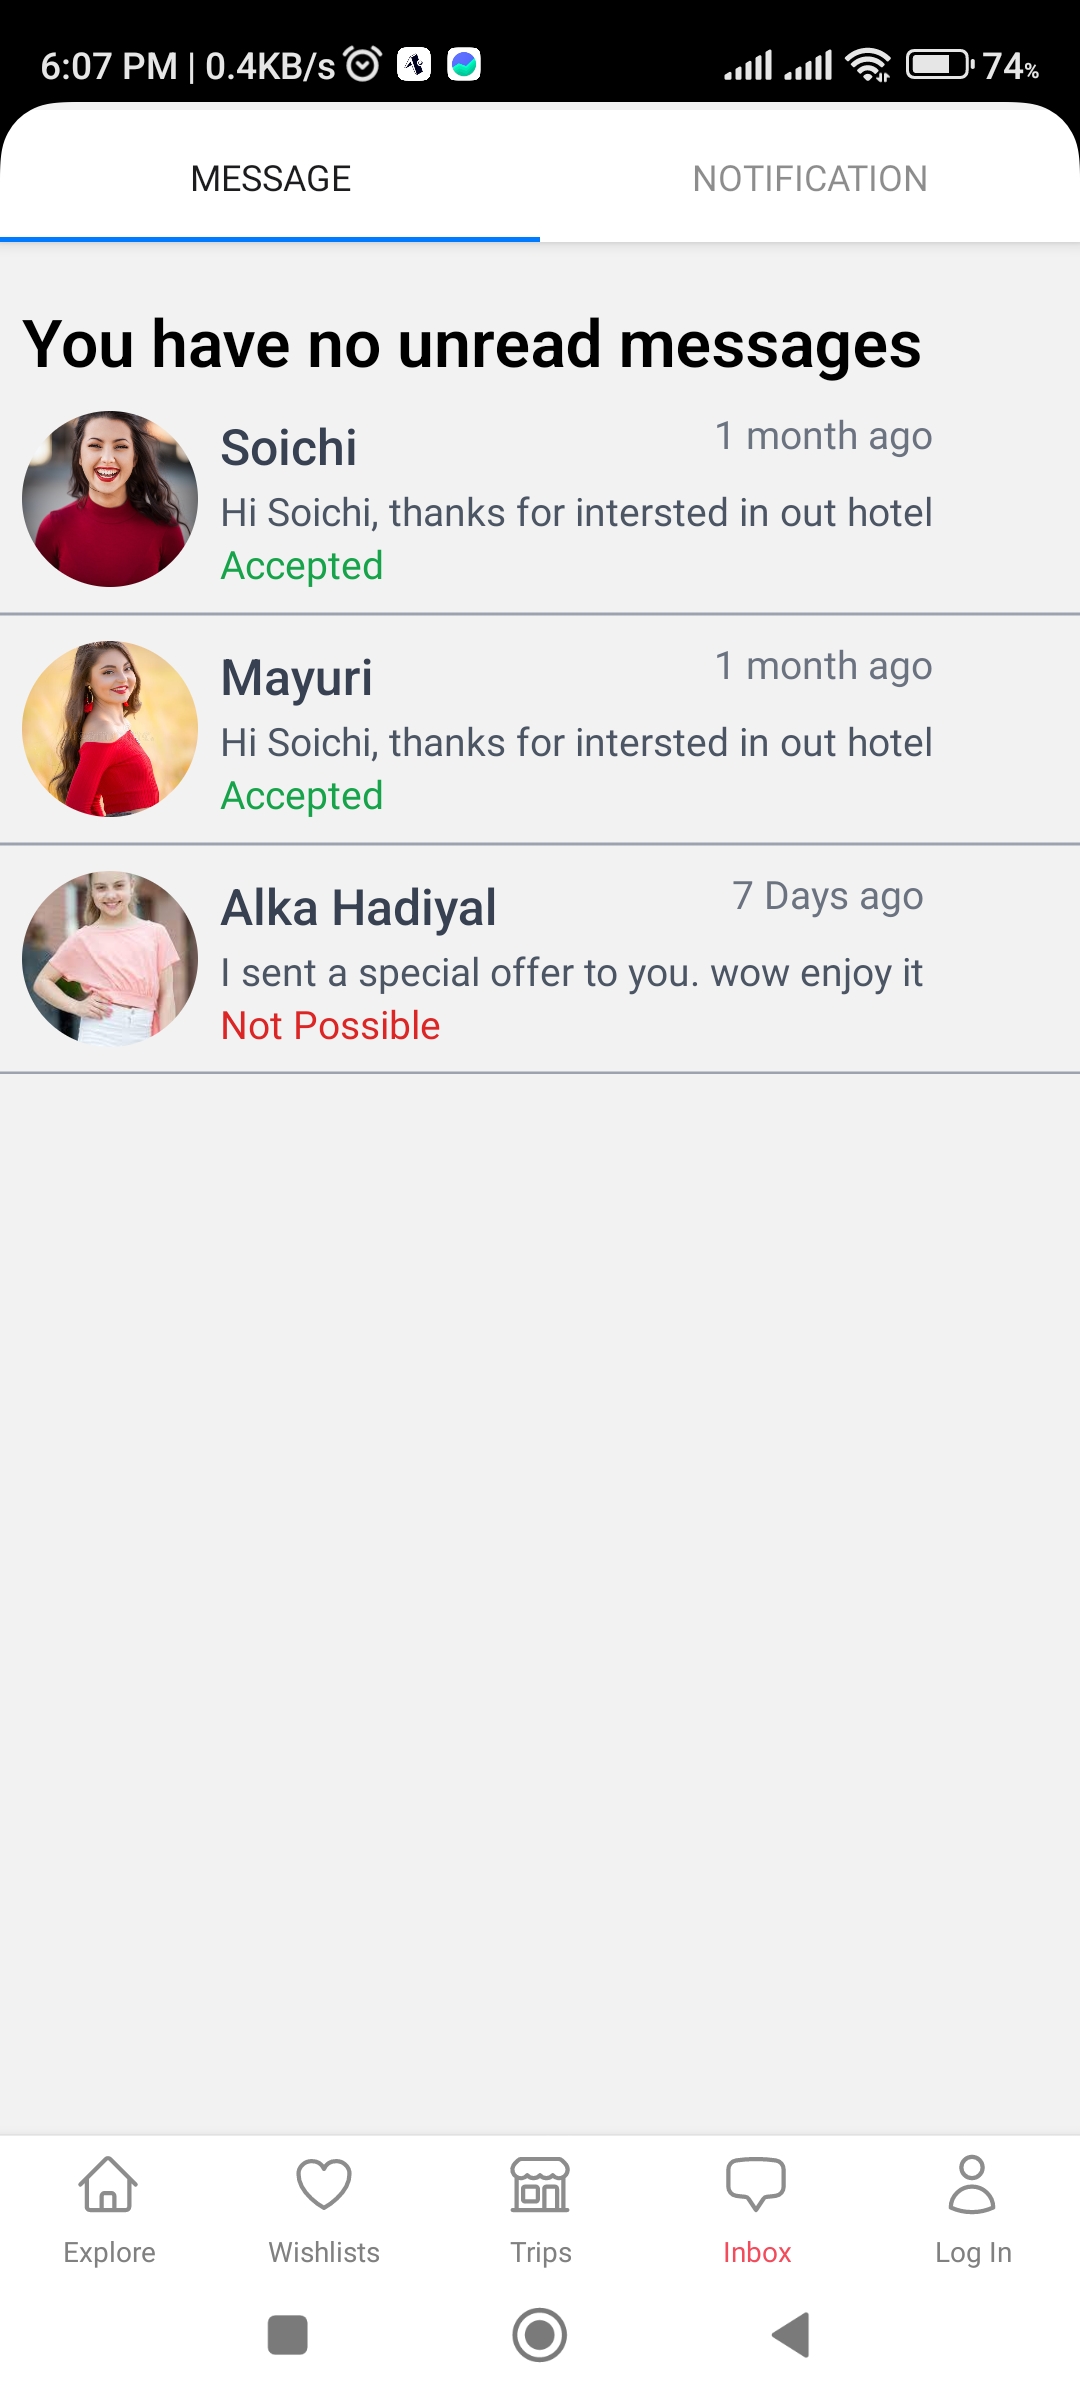 6:07 PM | 0.4KB/s 74%
MESSAGE NOTIFICATION
You have no unread messages
Soichi 1 month ago
Hi Soichi, thanks for intersted in out hotel
Accepted
Mayuri 1 month ago
Hi Soichi, thanks for intersted in out hotel
Accepted
Alka Hadiyal 7 Days ago
I sent a special offer to you. wow enjoy it
Not Possible
Explore Wishlists Trips Inbox Log In